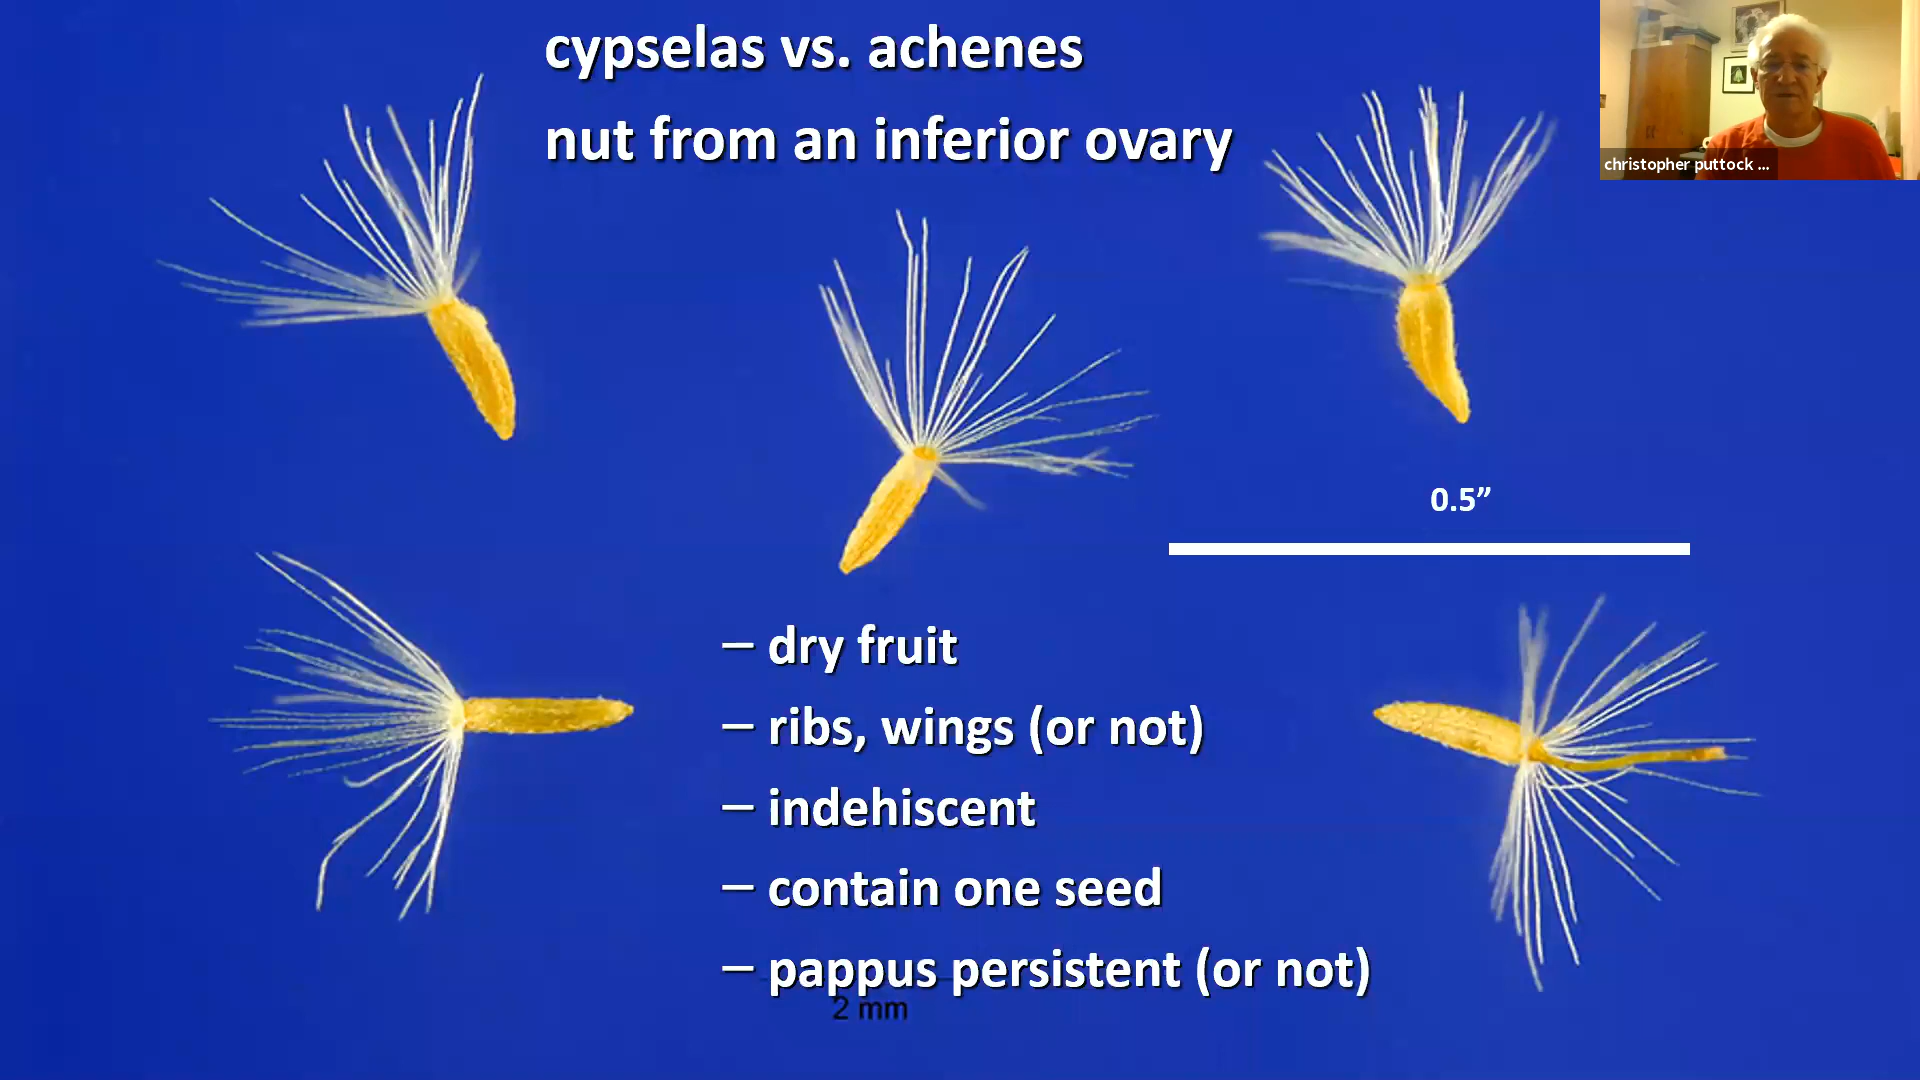 cypselas vs. achenes
nut from an inferior ovary
christopher puttock ...
0.5”
– dry fruit
– ribs, wings (or not)
– indehiscent
– contain one seed
– pappus persistent (or not)
2 mm